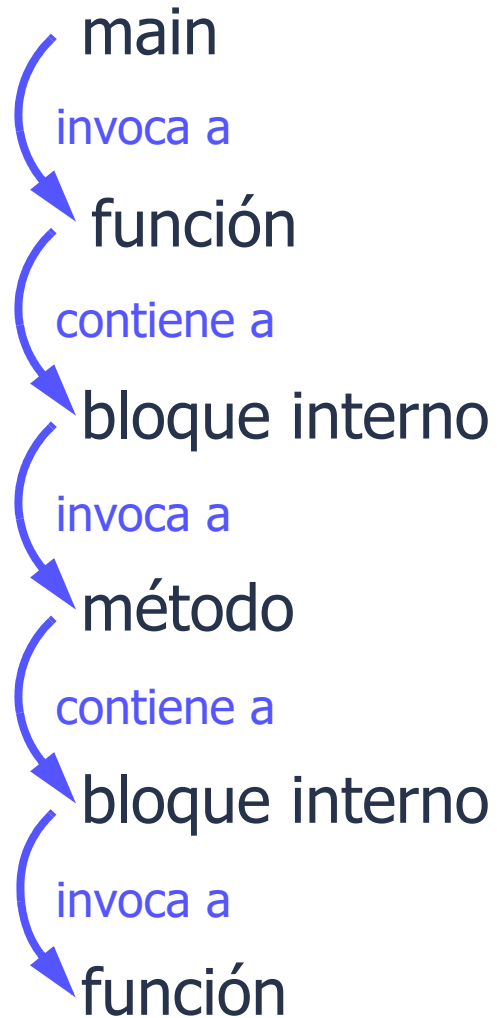 main
invoca a
función
contiene a
bloque interno
invoca a
método
contiene a
bloque interno
invoca a
función